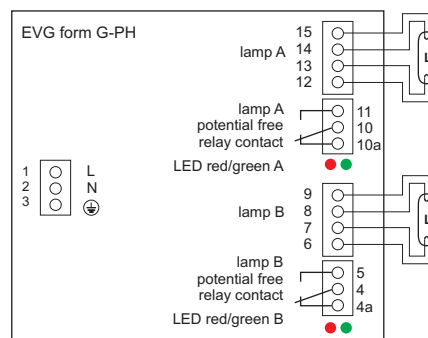 EVG form G-PH
lamp A
15
14
13
12
lamp A
potential free
relay contact
11
10
10a
LED red/green A
1 L
2 N
3
lamp B
9
8
7
6
lamp B
potential free
relay contact
5
4
4a
LED red/green B
L
L